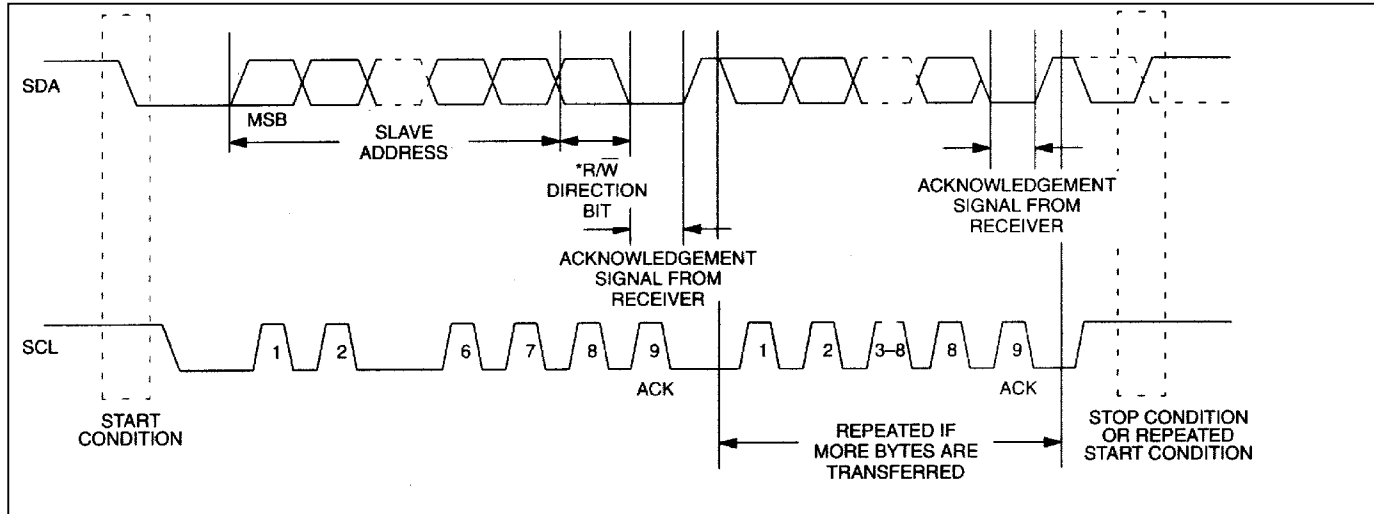 SDA
MSB
SLAVE
ADDRESS
*R/W̅
DIRECTION
BIT
ACKNOWLEDGEMENT
SIGNAL FROM
RECEIVER
ACKNOWLEDGEMENT
SIGNAL FROM
RECEIVER
SCL
1
2
6
7
8
9
1
2
3–8
8
9
ACK
ACK
START
CONDITION
REPEATED IF
MORE BYTES ARE
TRANSFERRED
STOP CONDITION
OR REPEATED
START CONDITION